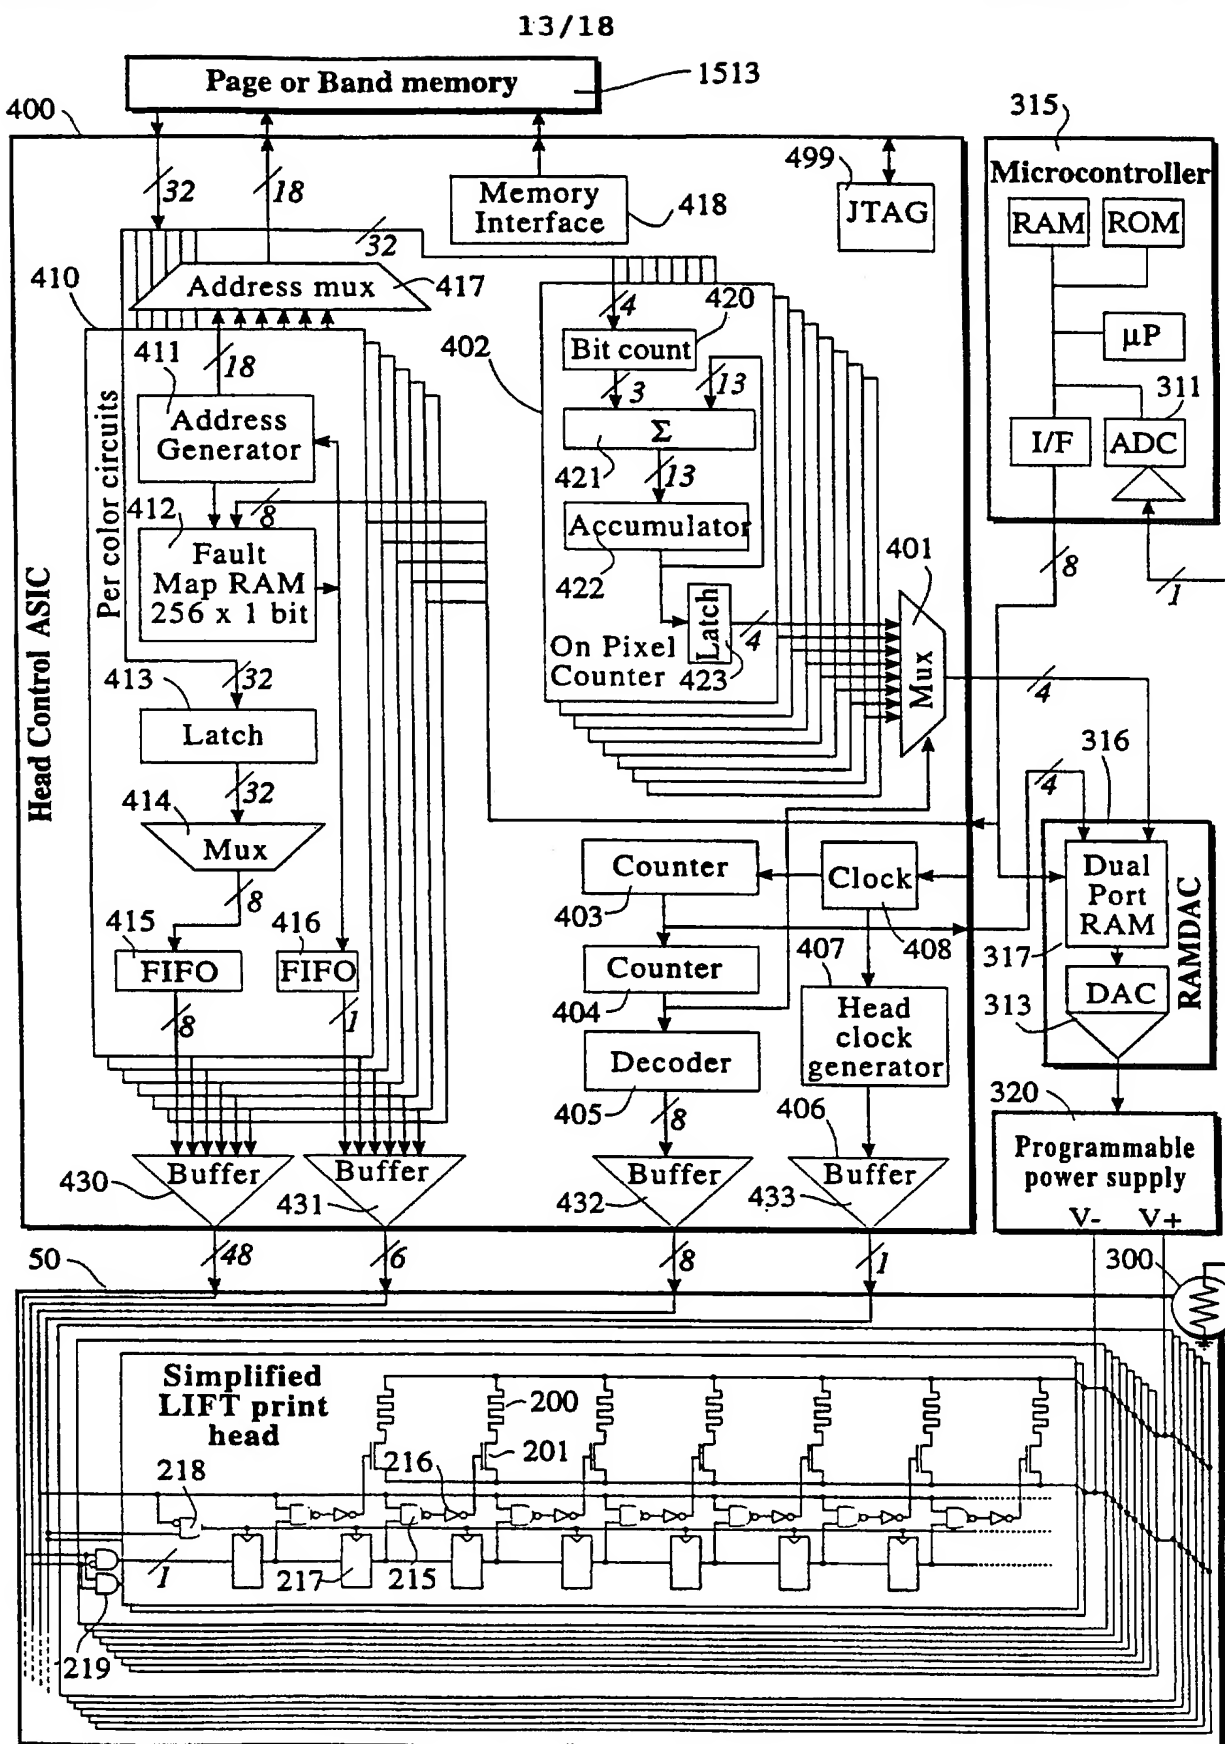 13/18
Page or Band memory
1513
400
315
Microcontroller
RAM
ROM
μP
311
I/F
ADC
8
1
32
18
Memory
Interface
418
499
JTAG
32
410
Address mux
417
Head Control ASIC
Per color circuits
411
18
Address
Generator
412
8
Fault
Map RAM
256 x 1 bit
413
32
Latch
32
414
Mux
8
415
FIFO
416
FIFO
8
1
402
4
420
Bit count
3
13
Σ
421
13
Accumulator
422
Latch
4
423
On Pixel
Counter
401
Mux
4
4
316
Dual
Port
RAM
317
DAC
313
RAMDAC
Counter
403
Clock
408
Counter
404
407
Head
clock
generator
Decoder
405
8
406
320
Programmable
power supply
V-
V+
Buffer
430
Buffer
431
Buffer
432
Buffer
433
48
6
8
1
50
300
Simplified
LIFT print
head
200
201
216
218
1
217
215
219